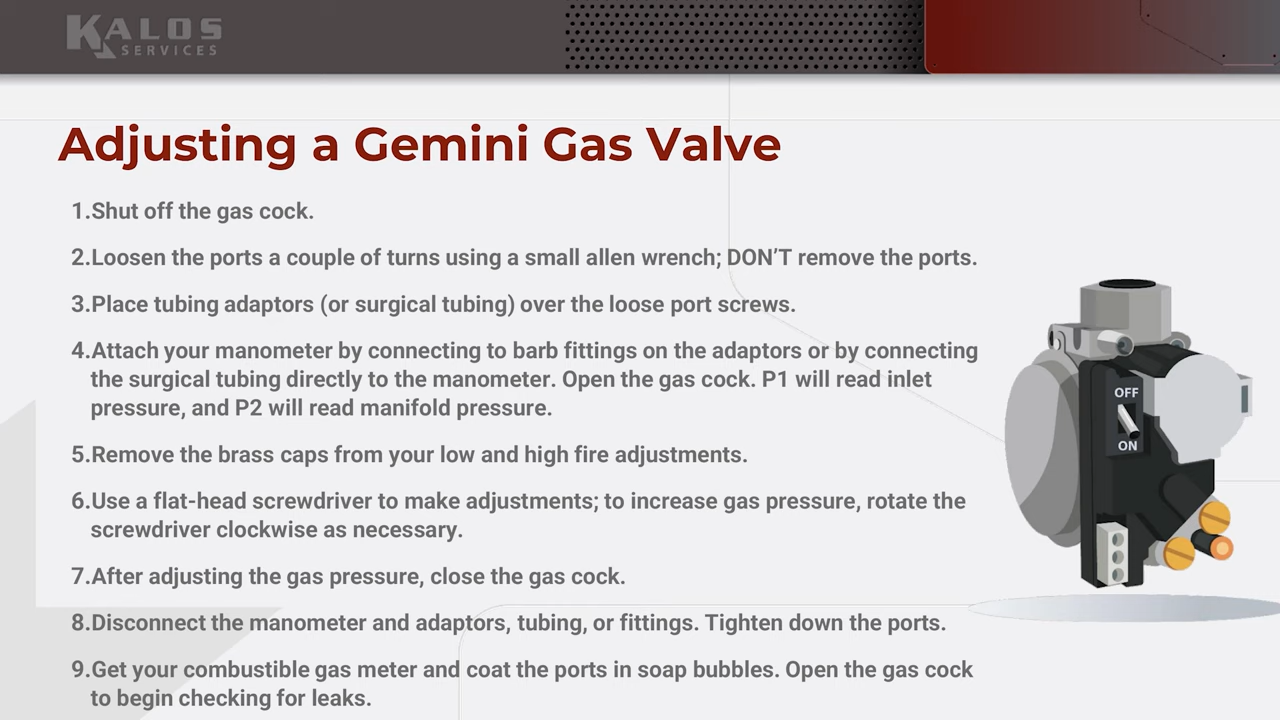 KALOS
SERVICES
Adjusting a Gemini Gas Valve
1.Shut off the gas cock.
2.Loosen the ports a couple of turns using a small allen wrench; DON’T remove the ports.
3.Place tubing adaptors (or surgical tubing) over the loose port screws.
4.Attach your manometer by connecting to barb fittings on the adaptors or by connecting
the surgical tubing directly to the manometer. Open the gas cock. P1 will read inlet
pressure, and P2 will read manifold pressure.
5.Remove the brass caps from your low and high fire adjustments.
6.Use a flat-head screwdriver to make adjustments; to increase gas pressure, rotate the
screwdriver clockwise as necessary.
7.After adjusting the gas pressure, close the gas cock.
8.Disconnect the manometer and adaptors, tubing, or fittings. Tighten down the ports.
9.Get your combustible gas meter and coat the ports in soap bubbles. Open the gas cock
to begin checking for leaks.
OFF
ON